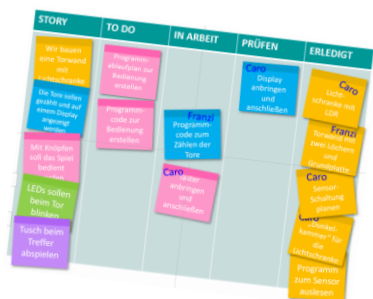 STORY
TO DO
IN ARBEIT
PRÜFEN
ERLEDIGT
Wir bauen
eine Torwand
mit
Lichtschranke
Die Tore sollen
gezählt und auf
einem Display
angezeigt
werden
Mit Knöpfen
soll das Spiel
bedient
LEDs sollen
beim Tor
blinken
Tusch beim
Treffer
abspielen
Programm-
ablaufplan zur
Bedienung
erstellen
Programm-
code zur
Bedienung
erstellen
Franzi
Programm-
code zum
Zählen der
Tore
Caro
Taster
anbringen
und
anschließen
Caro
Display
anbringen
und
anschließen
Caro
Licht-
schranke mit
LDR
Franzi
Torwand mit
zwei Löchern
und
Grundplatte
Caro
Sensor-
Schaltung
planen
Caro
kammer" für
die
Lichtschranke
Programm
zum Sensor
auslesen